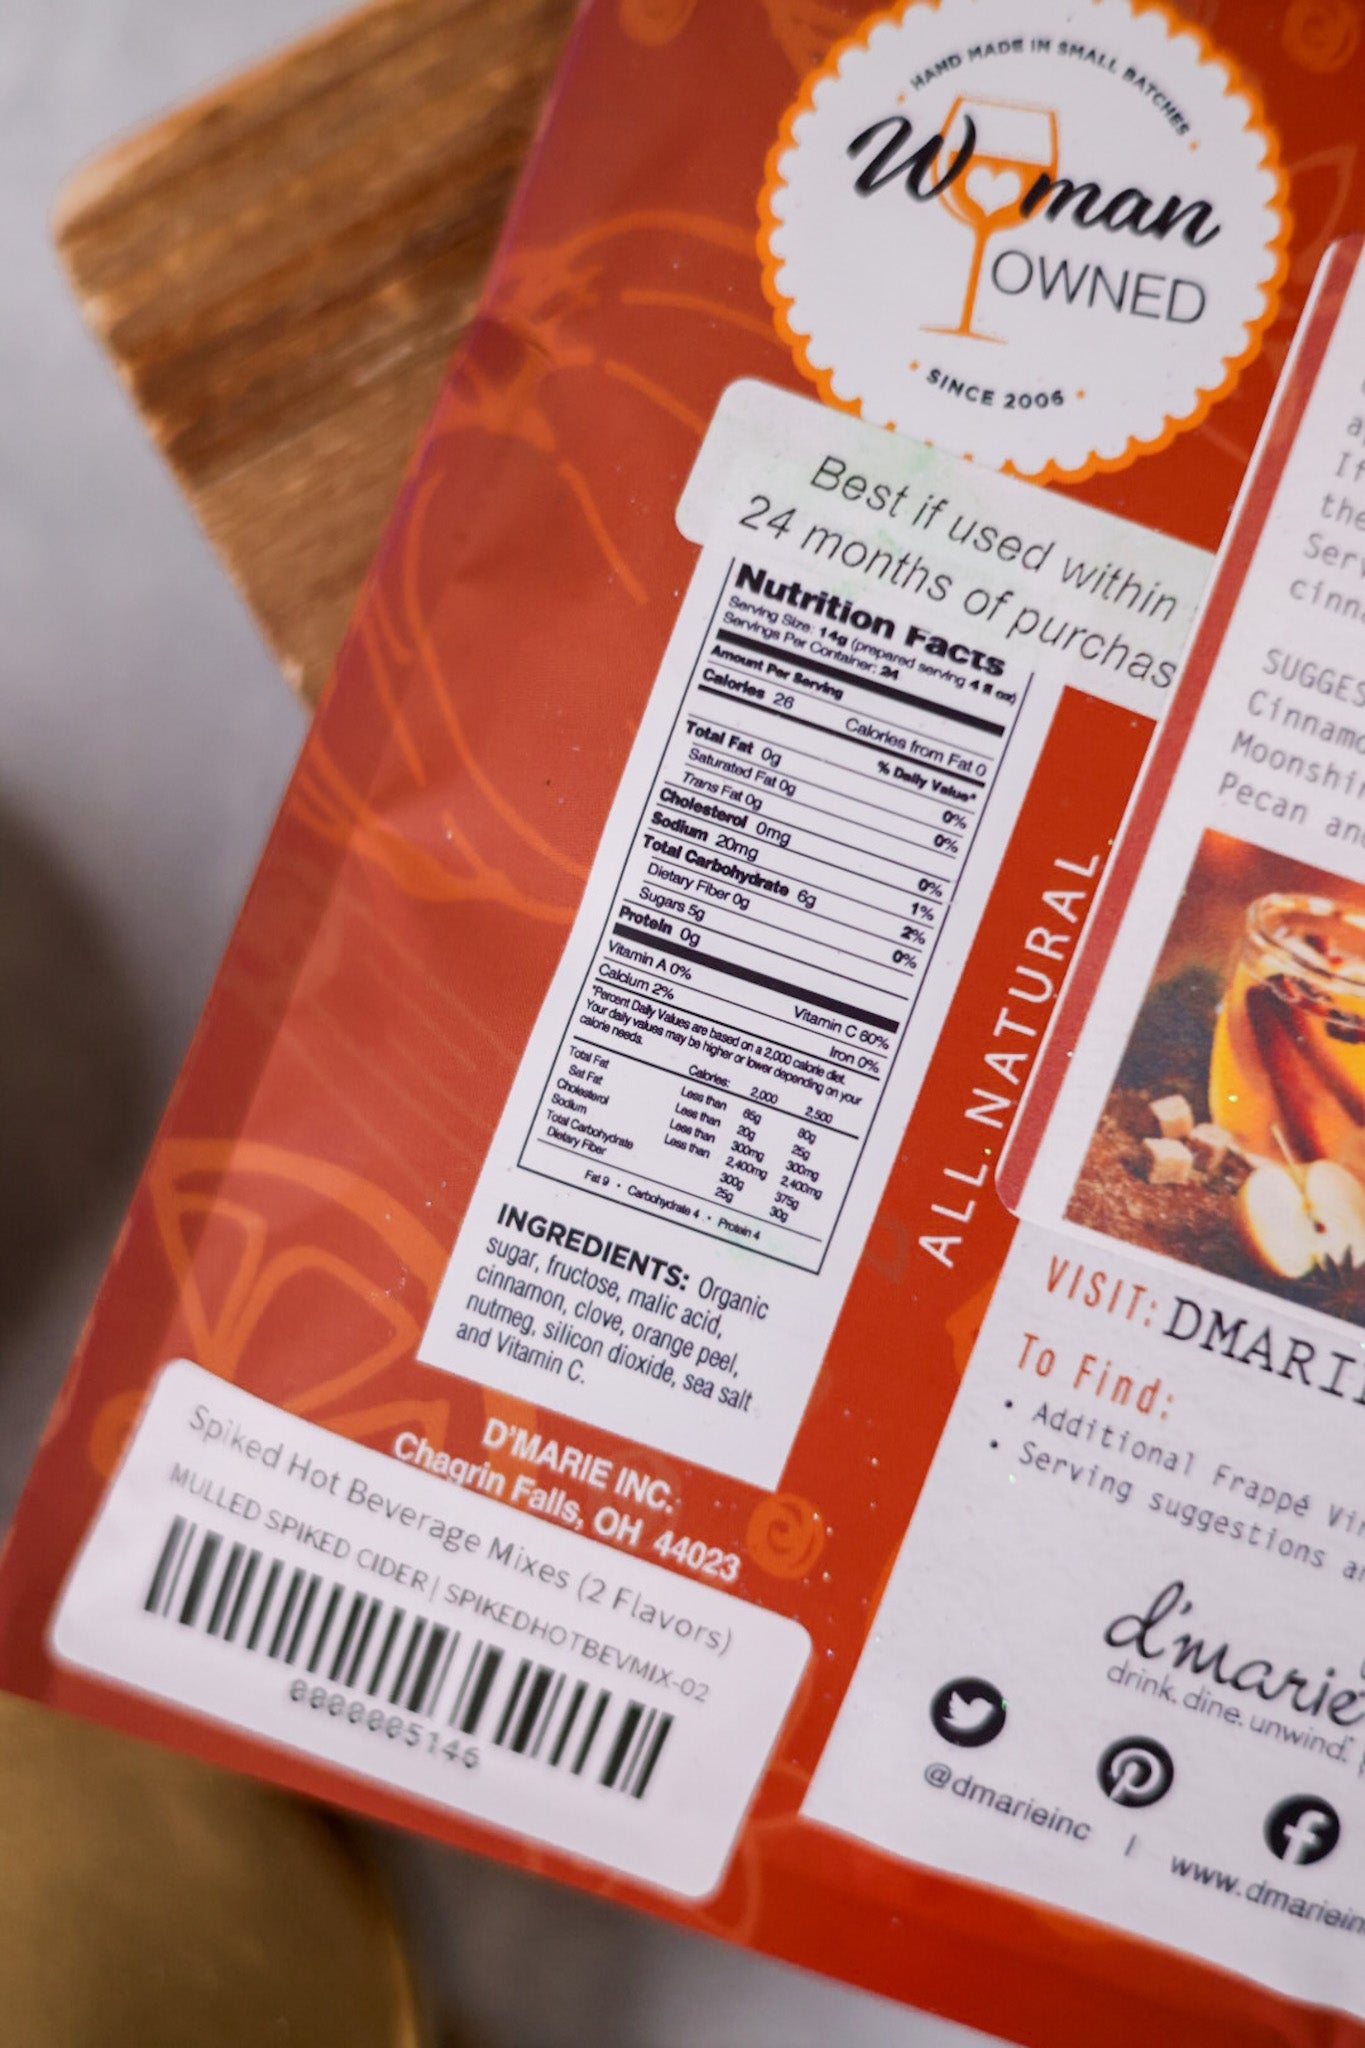 HAND MADE IN SMALL BATCHES
Woman
OWNED
SINCE 2006
Best if used within
24 months of purchas
Nutrition Facts
Serving Size: 14g (prepared serving 4 fl oz)
Servings Per Container: 24
Amount Per Serving
Calories 26 Calories from Fat 0
% Daily Value*
Total Fat 0g 0%
Saturated Fat 0g 0%
Trans Fat 0g
Cholesterol 0mg 0%
Sodium 20mg 1%
Total Carbohydrate 6g 2%
Dietary Fiber 0g 0%
Sugars 5g
Protein 0g
Vitamin A 0% Vitamin C 60%
Calcium 2% Iron 0%
*Percent Daily Values are based on a 2,000 calorie diet.
Your daily values may be higher or lower depending on your
calorie needs.
Calories: 2,000 2,500
Total Fat Less than 65g 80g
Sat Fat Less than 20g 25g
Cholesterol Less than 300mg 300mg
Sodium Less than 2,400mg 2,400mg
Total Carbohydrate 300g 375g
Dietary Fiber 25g 30g
Fat 9 • Carbohydrate 4 • Protein 4
INGREDIENTS: Organic
sugar, fructose, malic acid,
cinnamon, clove, orange peel,
nutmeg, silicon dioxide, sea salt
and Vitamin C.
D'MARIE INC.
Chagrin Falls, OH 44023
Spiked Hot Beverage Mixes (2 Flavors)
MULLED SPIKED CIDER | SPIKEDHOTBEVMIX-02
0000005146
ALL NATURAL
If
the
Serv
cinn
SUGGES
Cinnamo
Moonshi
Pecan an
VISIT: DMARI
To Find:
• Additional Frappé Vi
• Serving suggestions a
d'marie
drink. dine. unwind.
@dmarieinc | www.dmariein